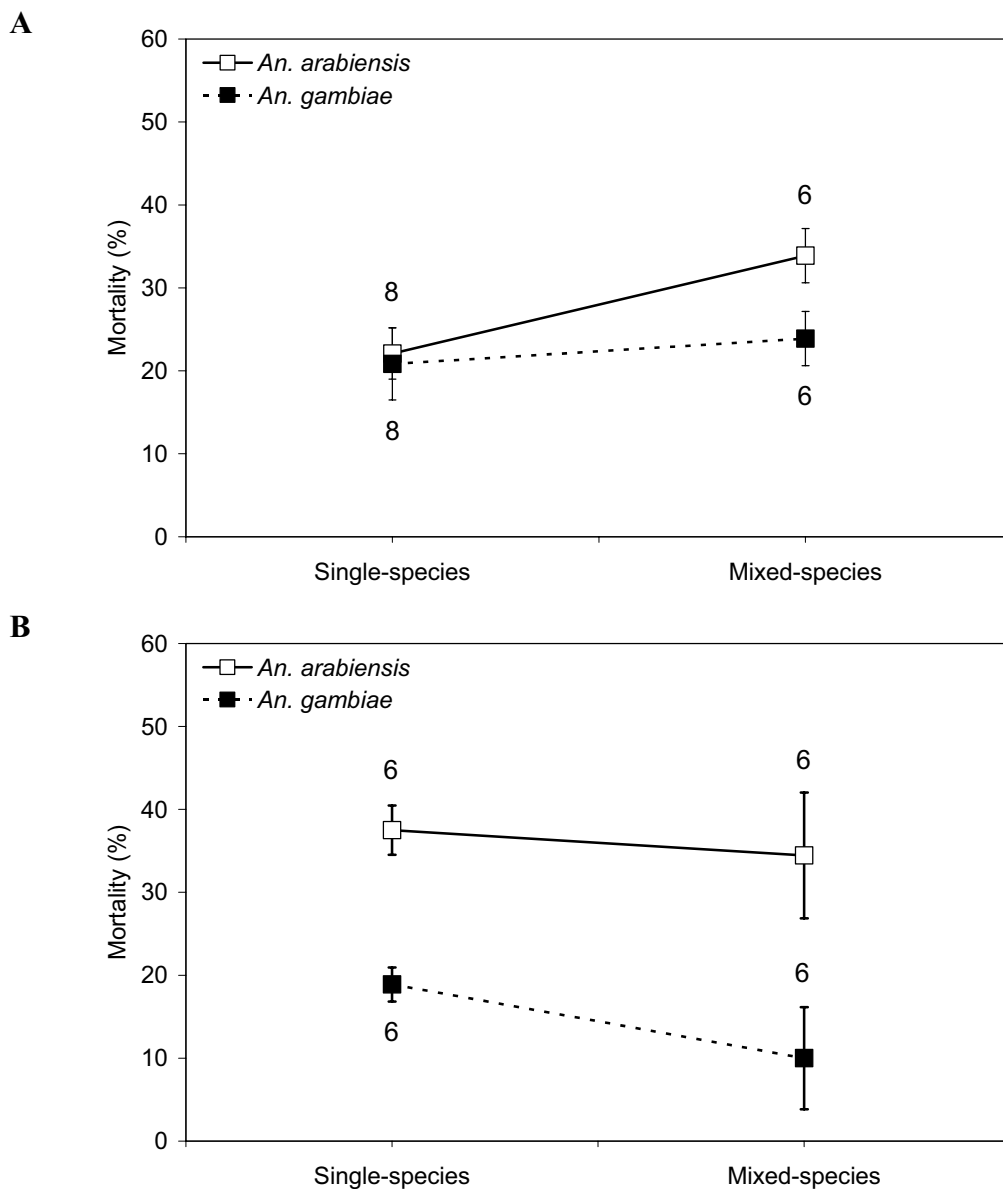 A
60
50
40
30
20
10
0
Mortality (%)
An. arabiensis
An. gambiae
8
8
6
6
Single-species
Mixed-species
B
60
50
40
30
20
10
0
Mortality (%)
An. arabiensis
An. gambiae
6
6
6
6
Single-species
Mixed-species